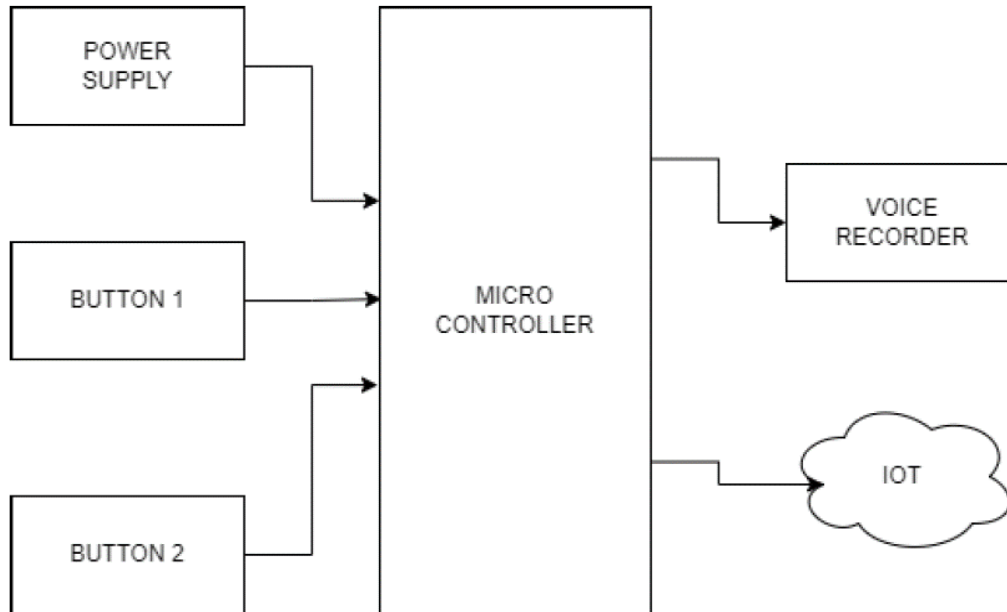 POWER
SUPPLY
BUTTON 1
BUTTON 2
MICRO
CONTROLLER
VOICE
RECORDER
IOT